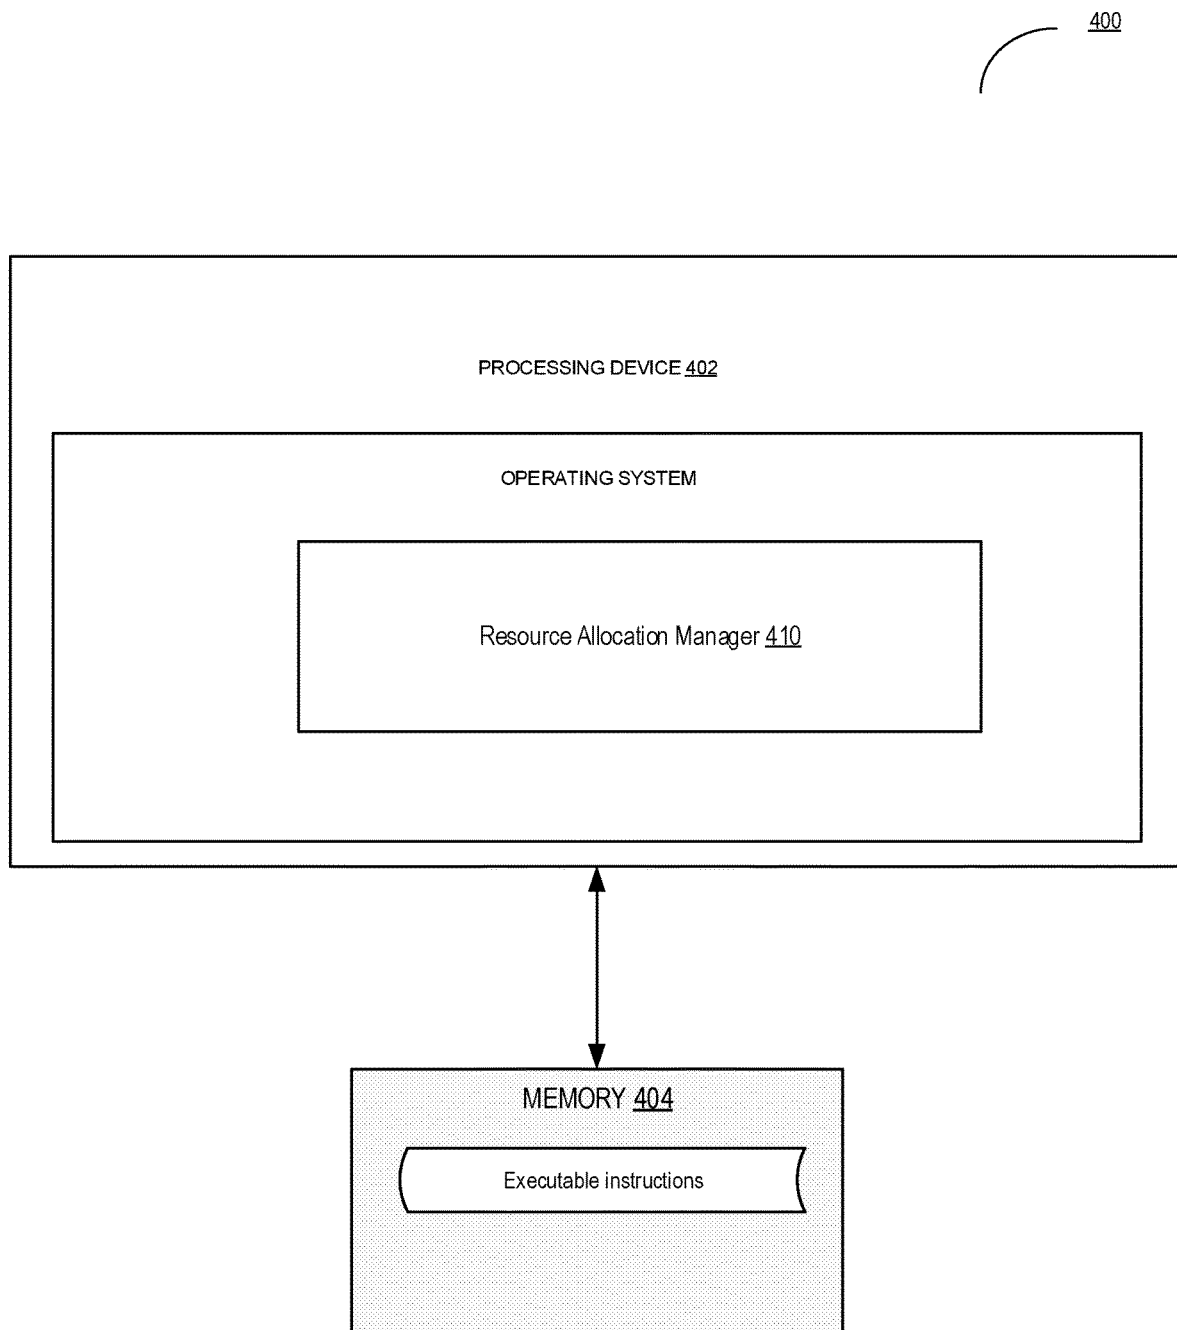 400
PROCESSING DEVICE 402
OPERATING SYSTEM
Resource Allocation Manager 410
MEMORY 404
Executable instructions